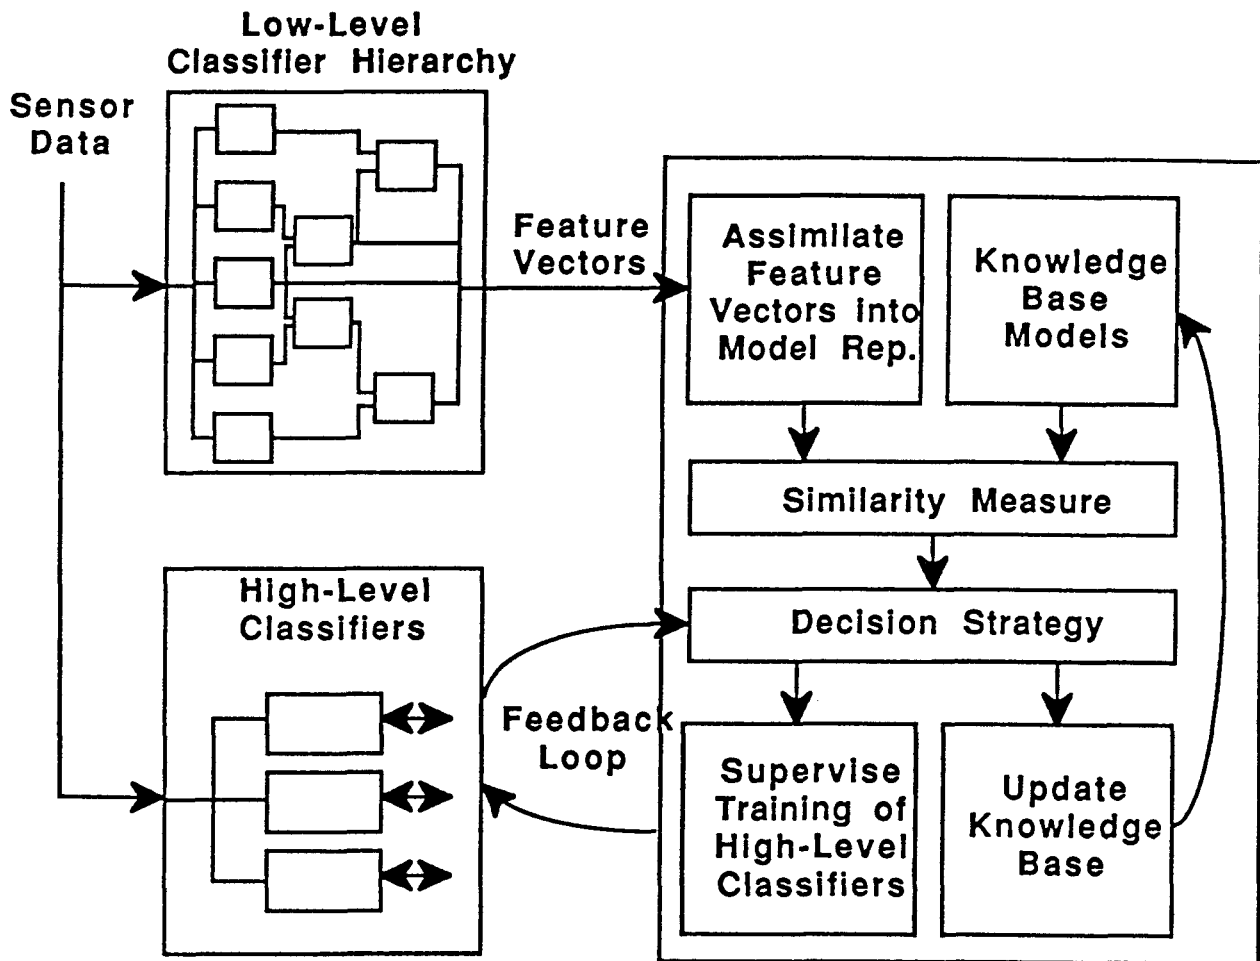 Low-Level
Classifier Hierarchy
Sensor
Data
Feature
Vectors
Assimilate
Feature
Vectors into
Model Rep.
Knowledge
Base
Models
Similarity Measure
Decision Strategy
High-Level
Classifiers
Feedback
Loop
Supervise
Training of
High-Level
Classifiers
Update
Knowledge
Base